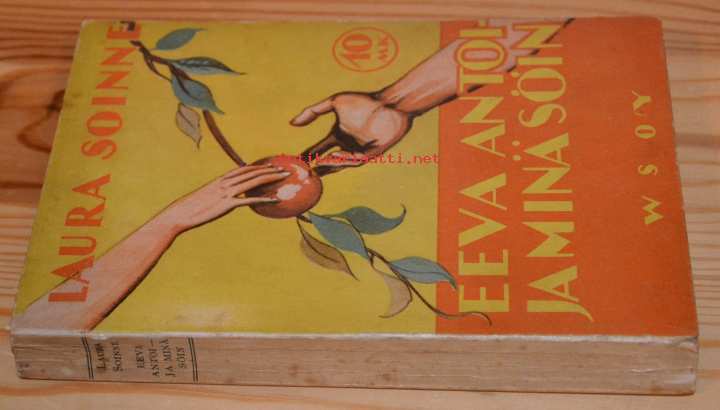 LAURA SOINNE
10
MK.
EEVA ANTOI-
JA MINÄ SÖIN
W S O Y
LAURA
SOINNE
EEVA
ANTOI—
JA MINÄ
SÖIN